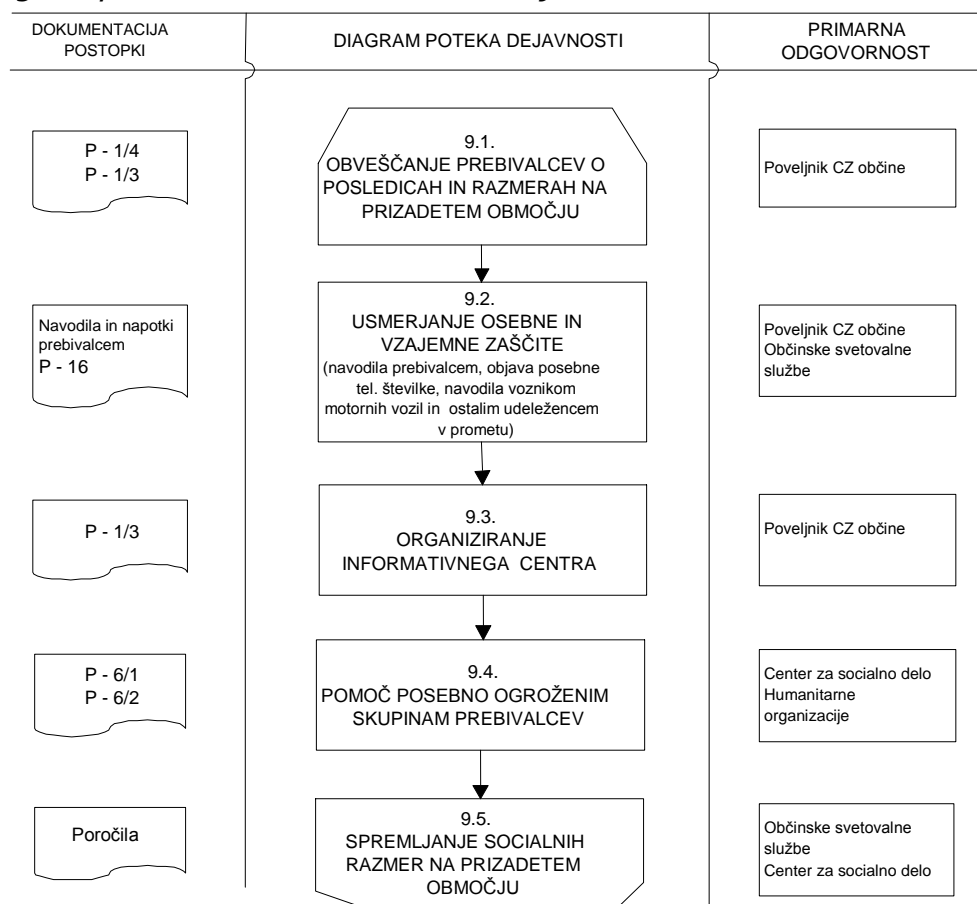 DOKUMENTACIJA
POSTOPKI
DIAGRAM POTEKA DEJAVNOSTI
PRIMARNA
ODGOVORNOST
P - 1/4
P - 1/3
9.1.
OBVEŠČANJE PREBIVALCEV O
POSLEDICAH IN RAZMERAH NA
PRIZADETEM OBMOČJU
Poveljnik CZ občine
Navodila in napotki
prebivalcem
P - 16
9.2.
USMERJANJE OSEBNE IN
VZAJEMNE ZAŠČITE
(navodila prebivalcem, objava posebne
tel. številke, navodila voznikom
motornih vozil in ostalim udeležencem
v prometu)
Poveljnik CZ občine
Občinske svetovalne
službe
P - 1/3
9.3.
ORGANIZIRANJE
INFORMATIVNEGA CENTRA
Poveljnik CZ občine
P - 6/1
P - 6/2
9.4.
POMOČ POSEBNO OGROŽENIM
SKUPINAM PREBIVALCEV
Center za socialno delo
Humanitarne
organizacije
Poročila
9.5.
SPREMLJANJE SOCIALNIH
RAZMER NA PRIZADETEM
OBMOČJU
Občinske svetovalne
službe
Center za socialno delo